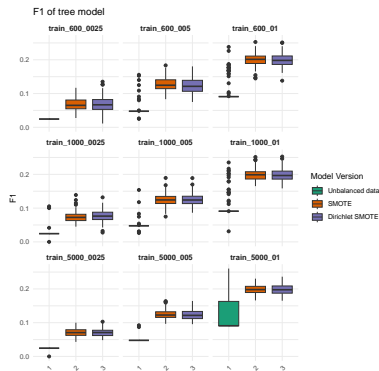 F1 of tree model
train_600_0025 train_600_005 train_600_01
0.2
0.1
0.0
train_1000_0025 train_1000_005 train_1000_01
0.2
0.1
0.0
F1
train_5000_0025 train_5000_005 train_5000_01
0.2
0.1
0.0
1 2 3 1 2 3 1 2 3
Model Version
Unbalanced data
SMOTE
Dirichlet SMOTE